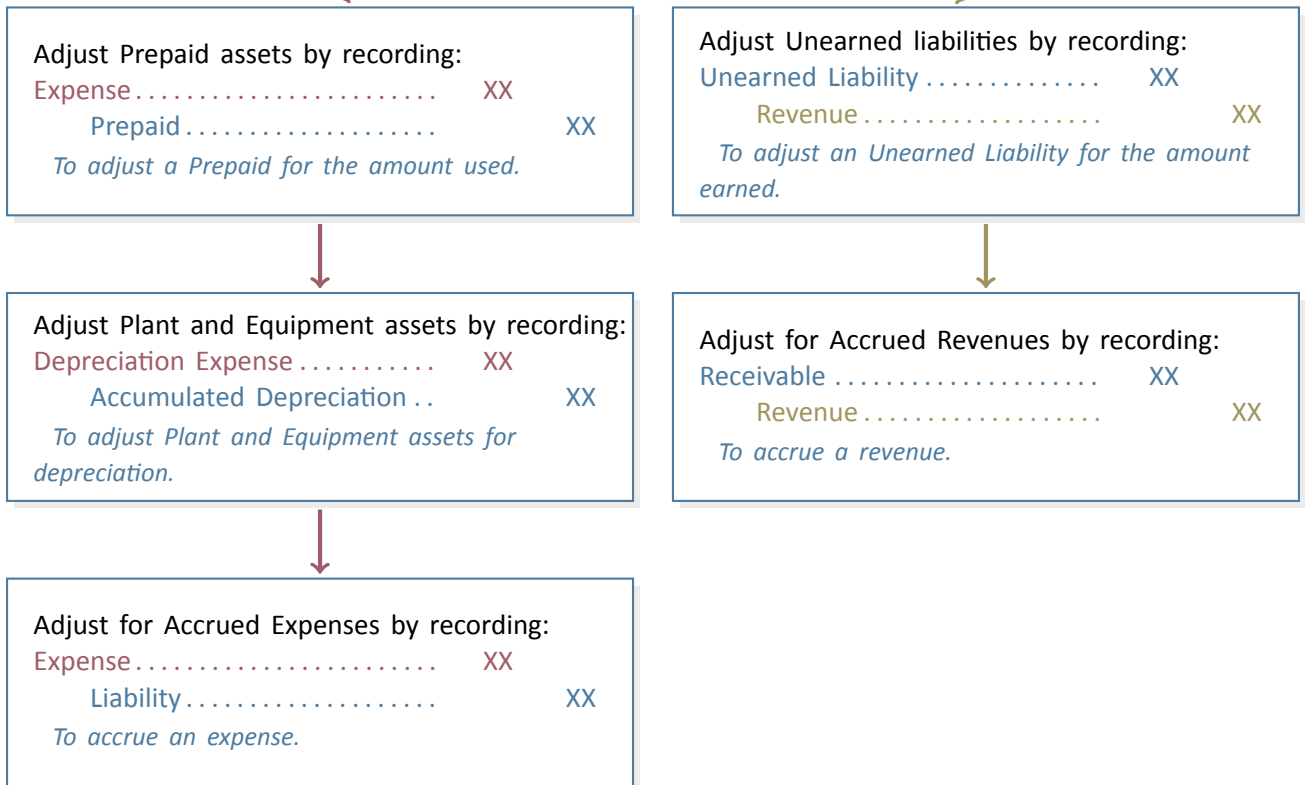 Adjust Prepaid assets by recording:
Expense........................ XX
Prepaid.................... XX
To adjust a Prepaid for the amount used.
Adjust Plant and Equipment assets by recording:
Depreciation Expense........... XX
Accumulated Depreciation.. XX
To adjust Plant and Equipment assets for
depreciation.
Adjust for Accrued Expenses by recording:
Expense........................ XX
Liability.................... XX
To accrue an expense.
Adjust Unearned liabilities by recording:
Unearned Liability.............. XX
Revenue................... XX
To adjust an Unearned Liability for the amount
earned.
Adjust for Accrued Revenues by recording:
Receivable..................... XX
Revenue................... XX
To accrue a revenue.